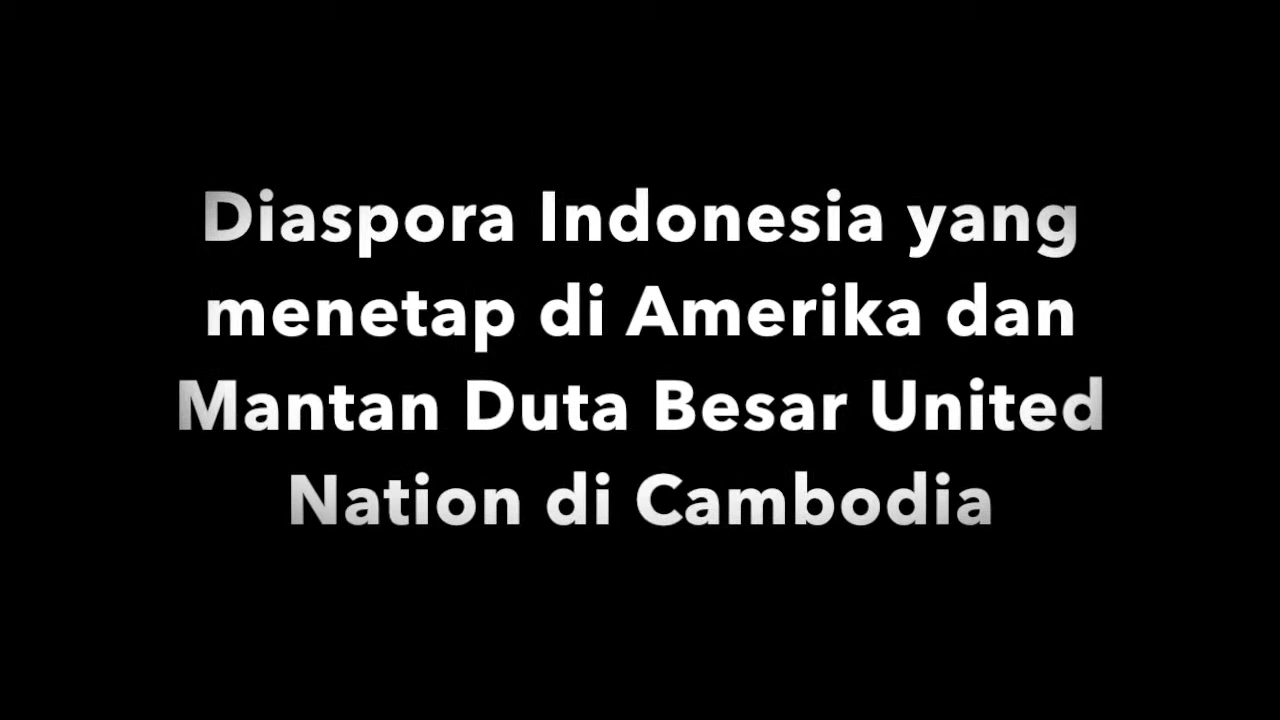 Diaspora Indonesia yang
menetap di Amerika dan
Mantan Duta Besar United
Nation di Cambodia